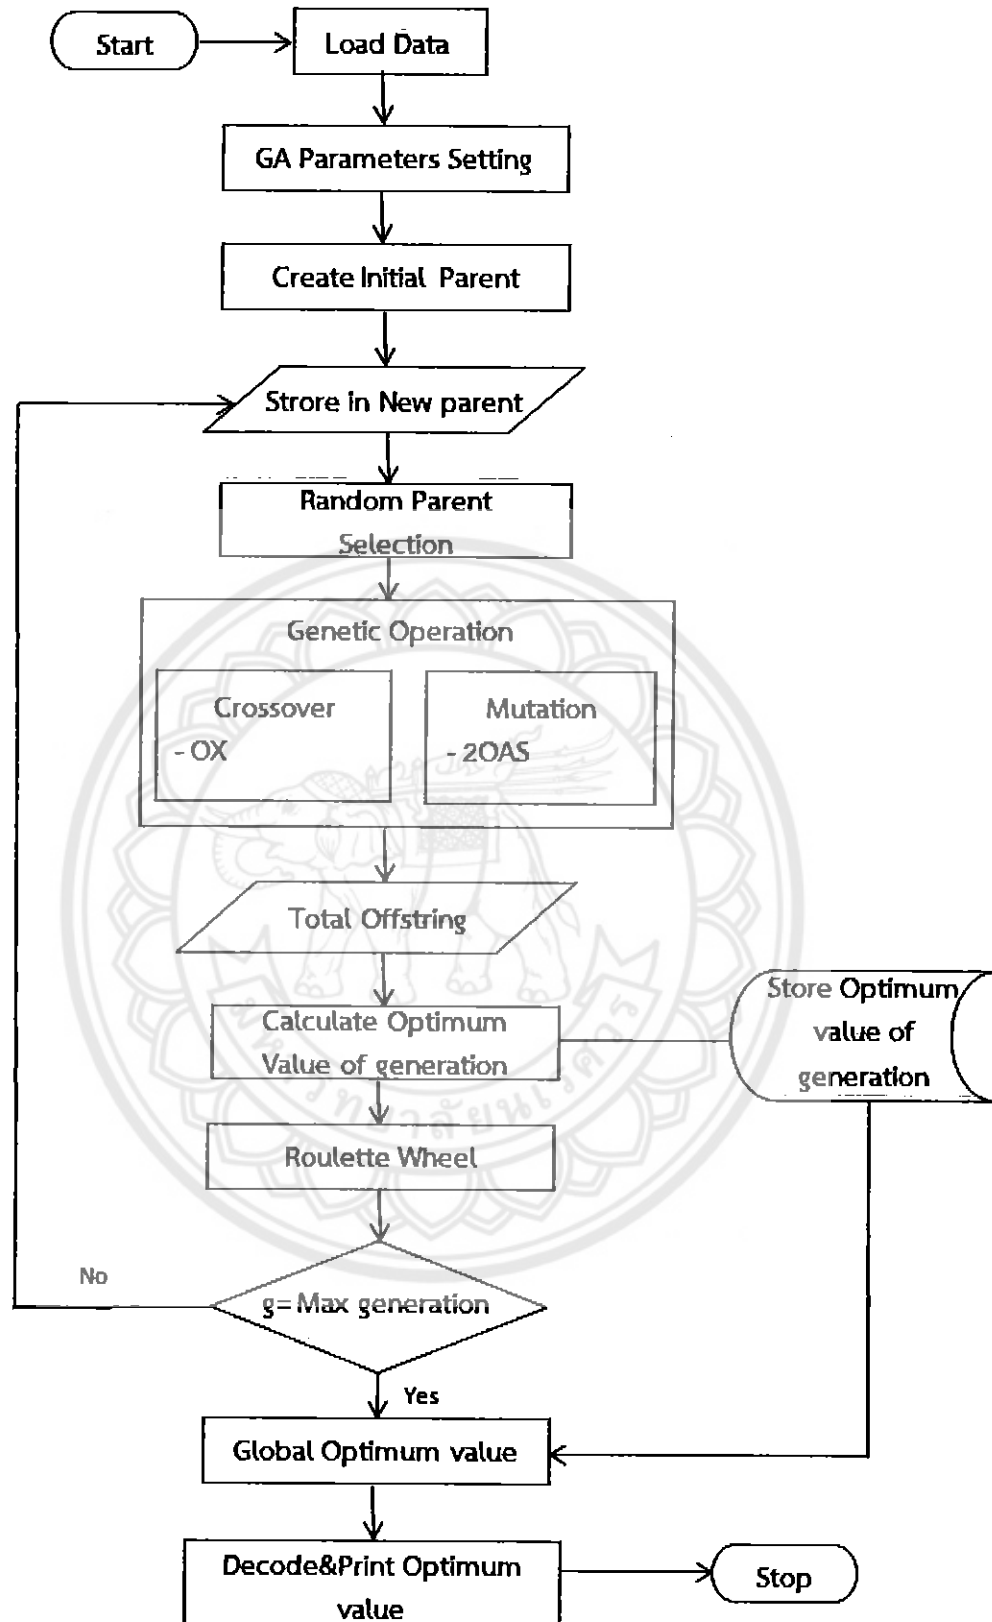 Start
Load Data
GA Parameters Setting
Create Initial Parent
Strore in New parent
Random Parent
Selection
Genetic Operation
Crossover
- OX
Mutation
- 2OAS
Total Offstring
Calculate Optimum
Value of generation
Store Optimum
value of
generation
Roulette Wheel
No
g= Max generation
Yes
Global Optimum value
Decode&Print Optimum
value
Stop